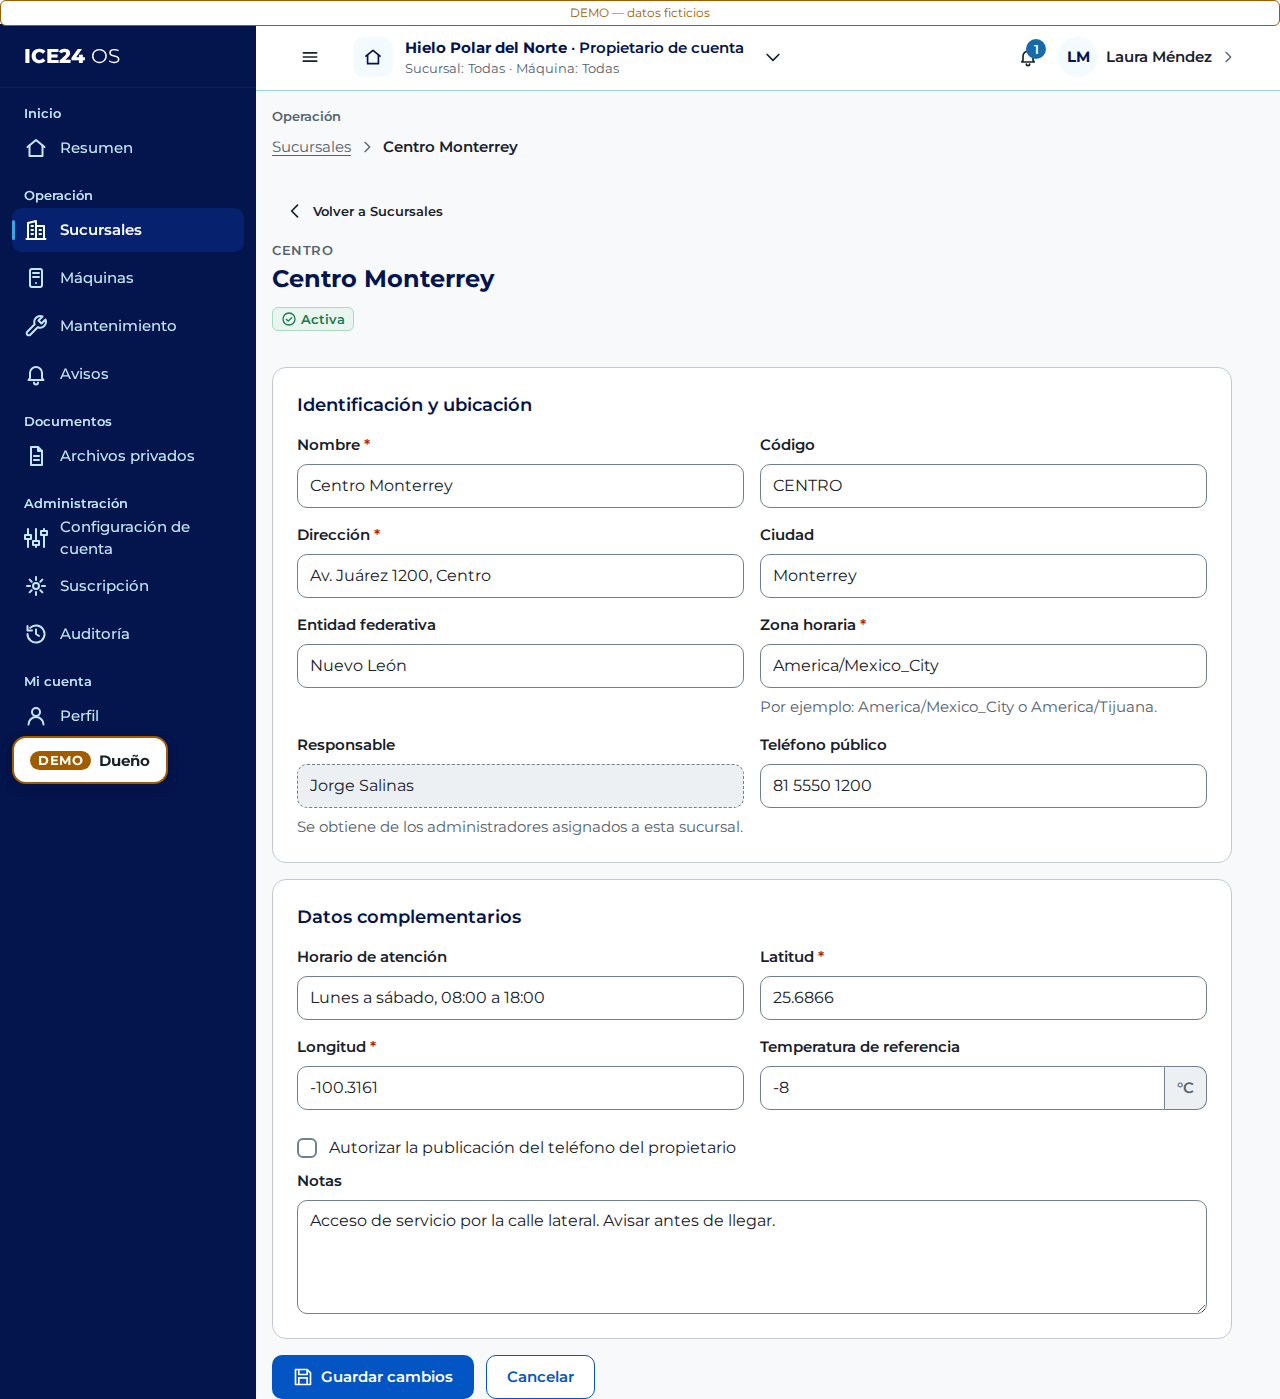 DEMO — datos ficticios
ICE24 OS
Inicio
Resumen
Operación
Sucursales
Máquinas
Mantenimiento
Avisos
Documentos
Archivos privados
Administración
Configuración de
cuenta
Suscripción
Auditoría
Mi cuenta
Perfil
DEMO Dueño
Hielo Polar del Norte · Propietario de cuenta
Sucursal: Todas · Máquina: Todas
1
LM Laura Méndez
Operación
Sucursales > Centro Monterrey
Volver a Sucursales
CENTRO
Centro Monterrey
Activa
Identificación y ubicación
Nombre *
Centro Monterrey
Código
CENTRO
Dirección *
Av. Juárez 1200, Centro
Ciudad
Monterrey
Entidad federativa
Nuevo León
Zona horaria *
America/Mexico_City
Por ejemplo: America/Mexico_City o America/Tijuana.
Responsable
Jorge Salinas
Se obtiene de los administradores asignados a esta sucursal.
Teléfono público
81 5550 1200
Datos complementarios
Horario de atención
Lunes a sábado, 08:00 a 18:00
Latitud *
25.6866
Longitud *
-100.3161
Temperatura de referencia
-8 °C
Autorizar la publicación del teléfono del propietario
Notas
Acceso de servicio por la calle lateral. Avisar antes de llegar.
Guardar cambios
Cancelar